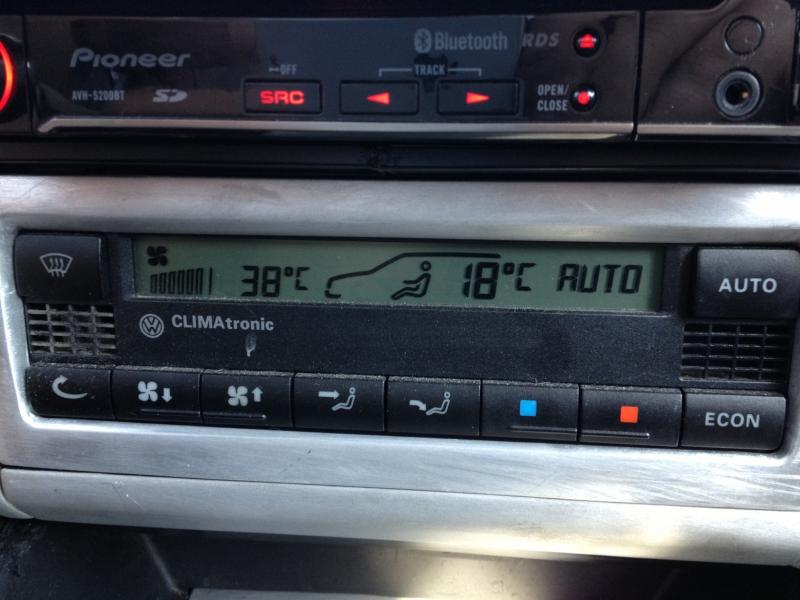 Pioneer
Bluetooth RDS
OFF
TRACK
AVH-5200BT SD
SRC
OPEN/
CLOSE
38°C 18°C AUTO
AUTO
CLIMAtronic
ECON